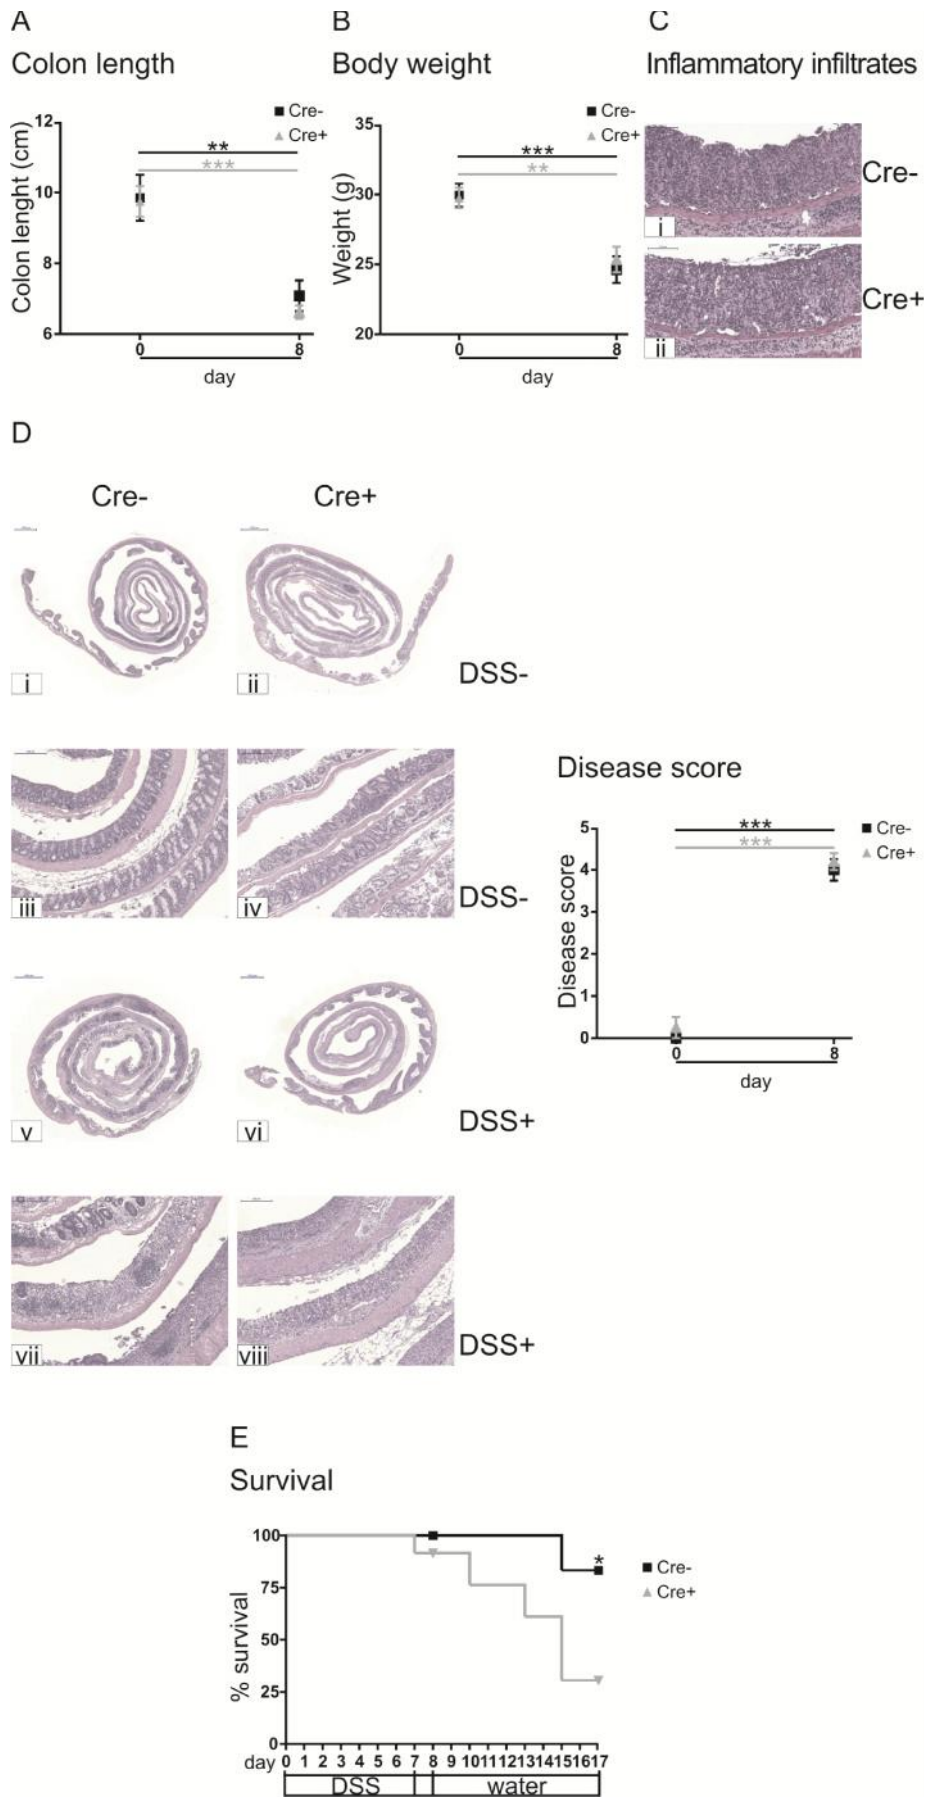 A
Colon length
Cre-
Cre+
Colon lenght (cm)
12
10
8
6
**
***
0
8
day
B
Body weight
Cre-
Cre+
Weight (g)
35
30
25
20
***
**
0
8
day
C
Inflammatory infiltrates
i
Cre-
ii
Cre+
D
Cre-
Cre+
i
ii
DSS-
iii
iv
DSS-
v
vi
DSS+
vii
viii
DSS+
Disease score
Cre-
Cre+
Disease score
5
4
3
2
1
0
***
***
0
8
day
E
Survival
Cre-
Cre+
% survival
100
75
50
25
0
*
day 0 1 2 3 4 5 6 7 8 9 10 11 12 13 14 15 16 17
DSS
water